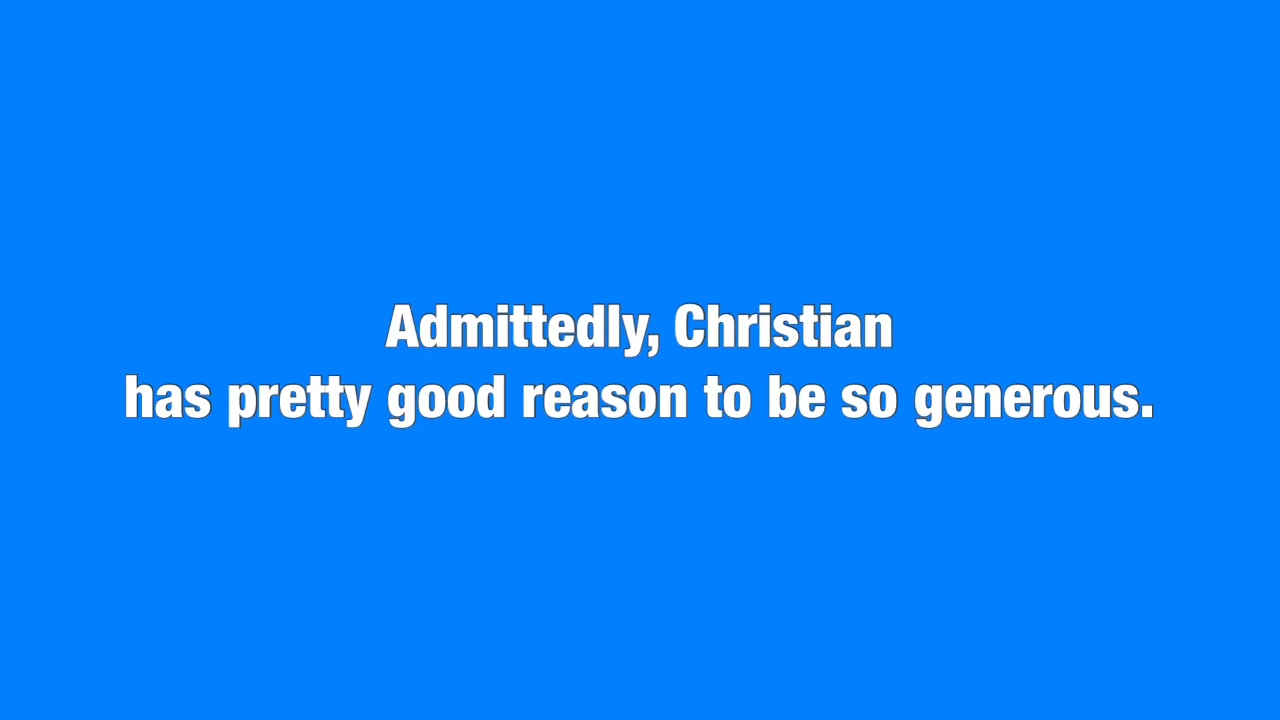 Admittedly, Christian
has pretty good reason to be so generous.